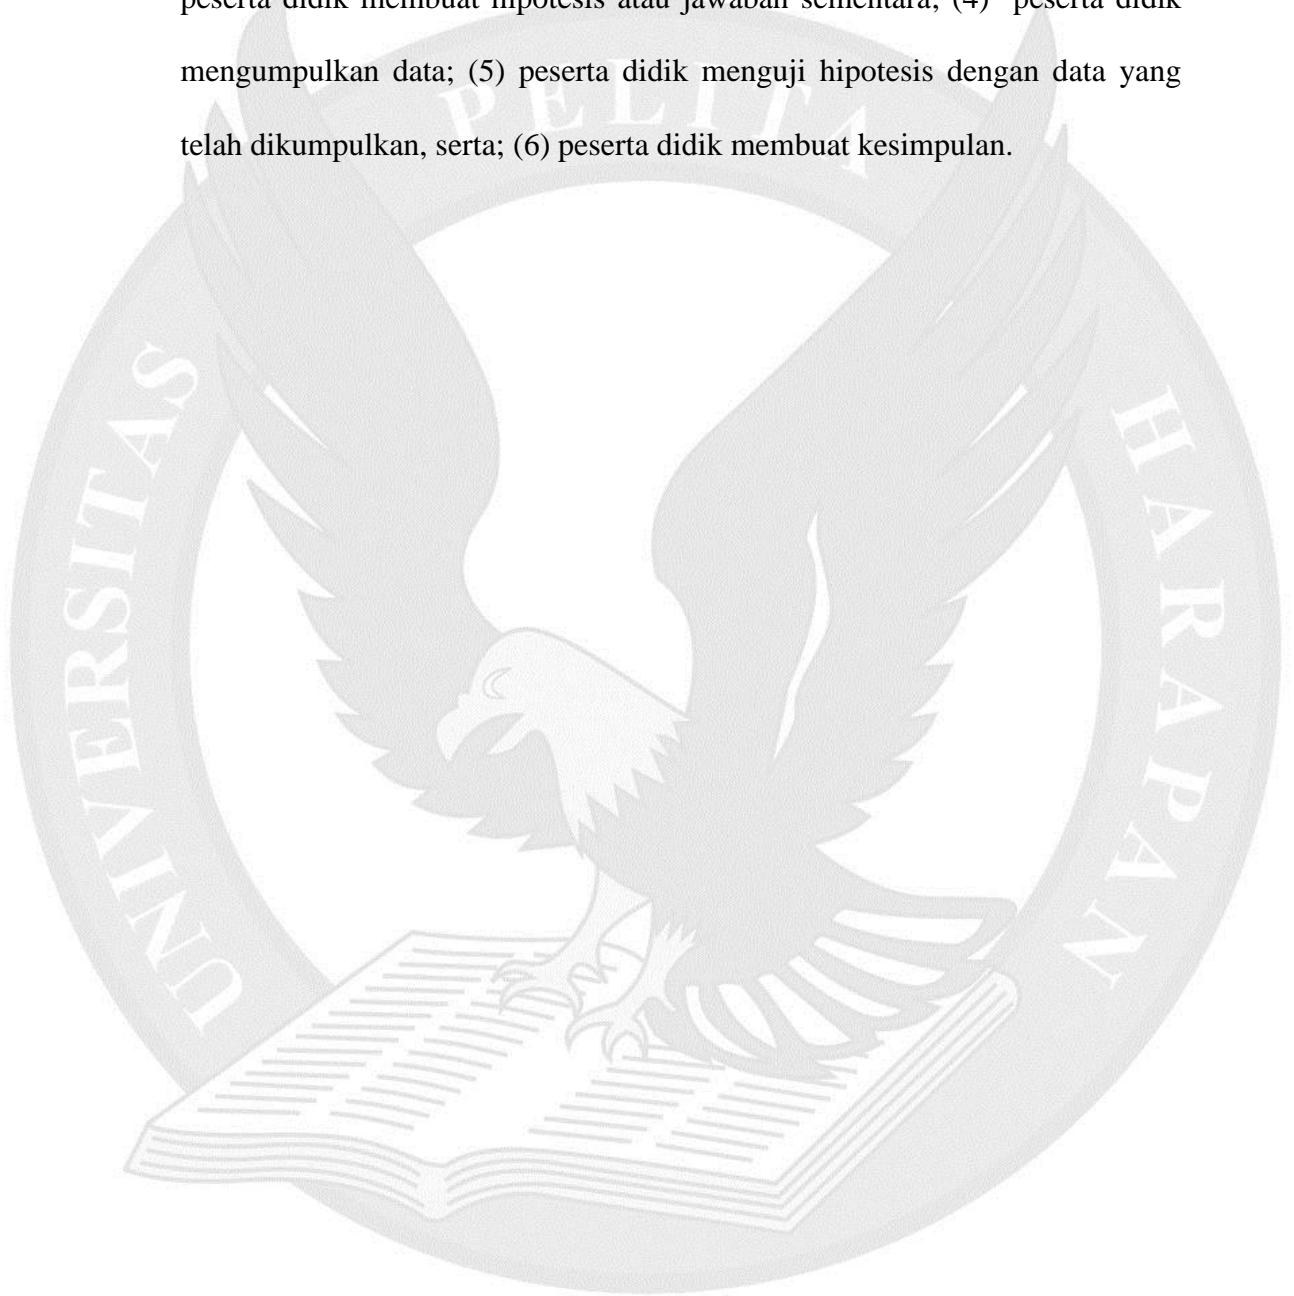 peserta didik membuat hipotesis atau jawaban sementara; (4) peserta didik
mengumpulkan data; (5) peserta didik menguji hipotesis dengan data yang
telah dikumpulkan, serta; (6) peserta didik membuat kesimpulan.
UNIVERSITAS PELITA HARAPAN